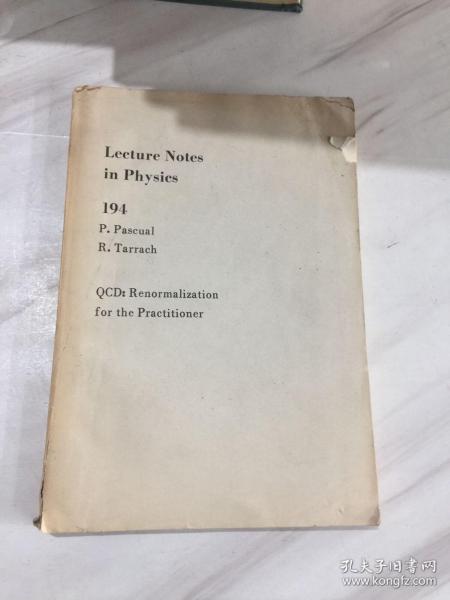 Lecture Notes
in Physics
194
P. Pascual
R. Tarrach
QCD: Renormalization
for the Practitioner
孔夫子旧书网
www.kongfz.com